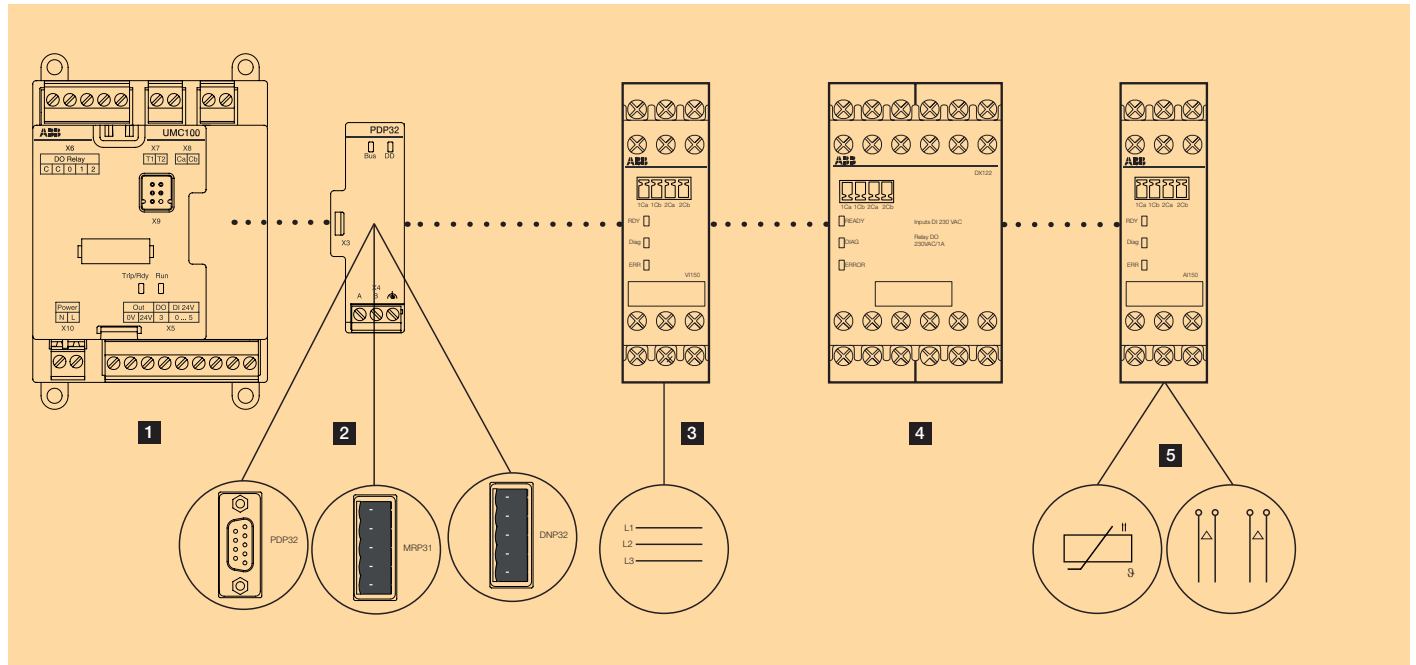 ABB UMC100
X6 X7 X8
DO Relay T1 T2 Ca Cb
C C 0 1 2
X9
Trip/Rdy Run
Power Out DO DI 24V
N L 0V 24V 3 0 ... 5
X10 X5
1
PDP32
Bus DD
X3
X4
A B
2
PDP32
MRP31
DNP32
ABB
1Ca 1Cb 2Ca 2Cb
RDY
Diag
ERR
VI150
3
L1
L2
L3
ABB
DX122
1Ca 1Cb 2Ca 2Cb
READY Inputs DI 230 VAC
DIAG Relay DO
230VAC/1A
ERROR
4
ABB
1Ca 1Cb 2Ca 2Cb
RDY
Diag
ERR
AI150
5
ϑ